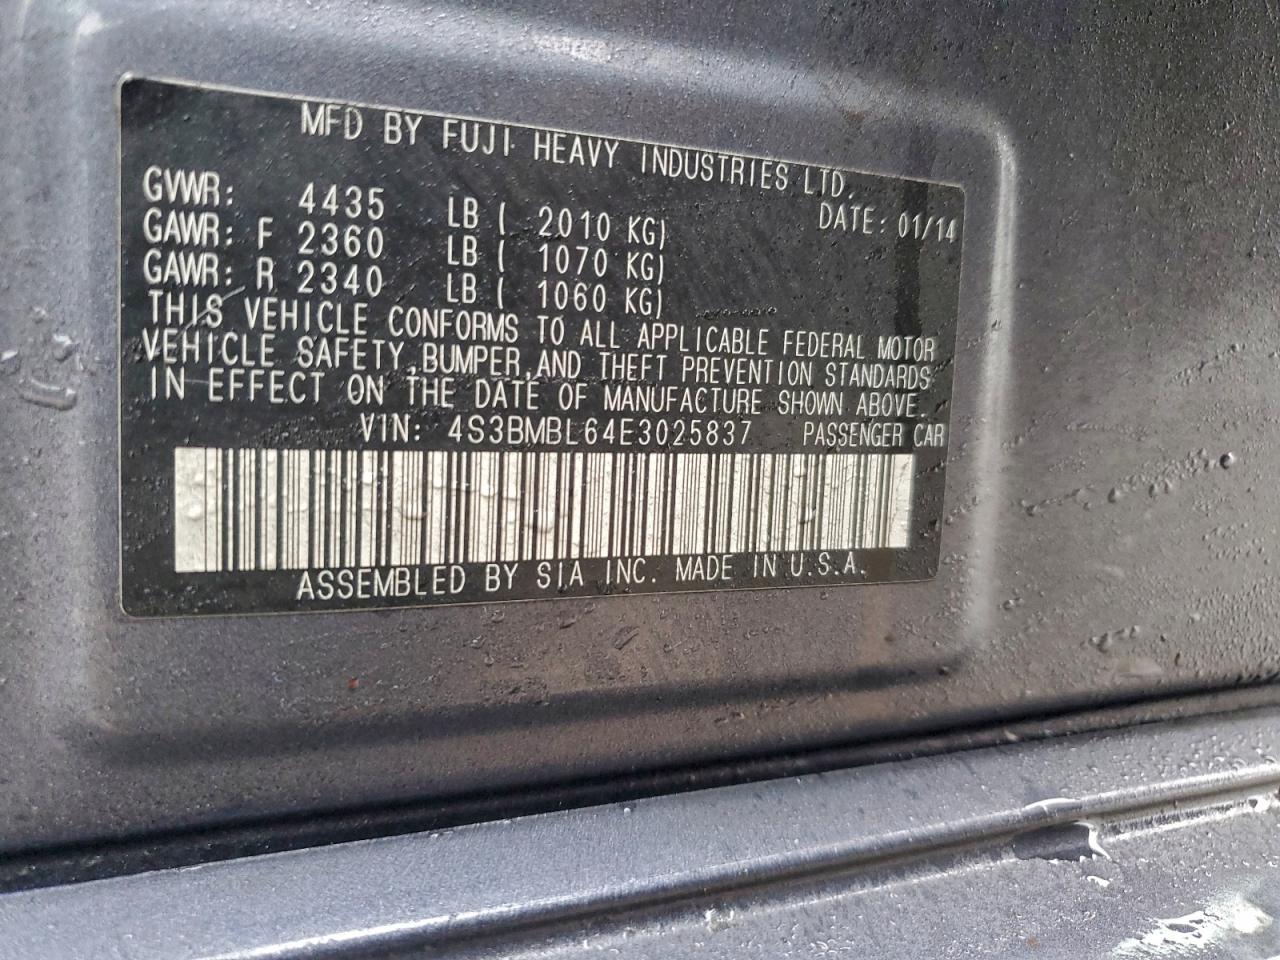 MFD BY FUJI HEAVY INDUSTRIES LTD.
DATE: 01/14
GVWR: 4435 LB ( 2010 KG)
GAWR: F 2360 LB ( 1070 KG)
GAWR: R 2340 LB ( 1060 KG)
THIS VEHICLE CONFORMS TO ALL APPLICABLE FEDERAL MOTOR
VEHICLE SAFETY,BUMPER,AND THEFT PREVENTION STANDARDS
IN EFFECT ON THE DATE OF MANUFACTURE SHOWN ABOVE.
VIN: 4S3BMBL64E3025837 PASSENGER CAR
ASSEMBLED BY SIA INC. MADE IN U.S.A.